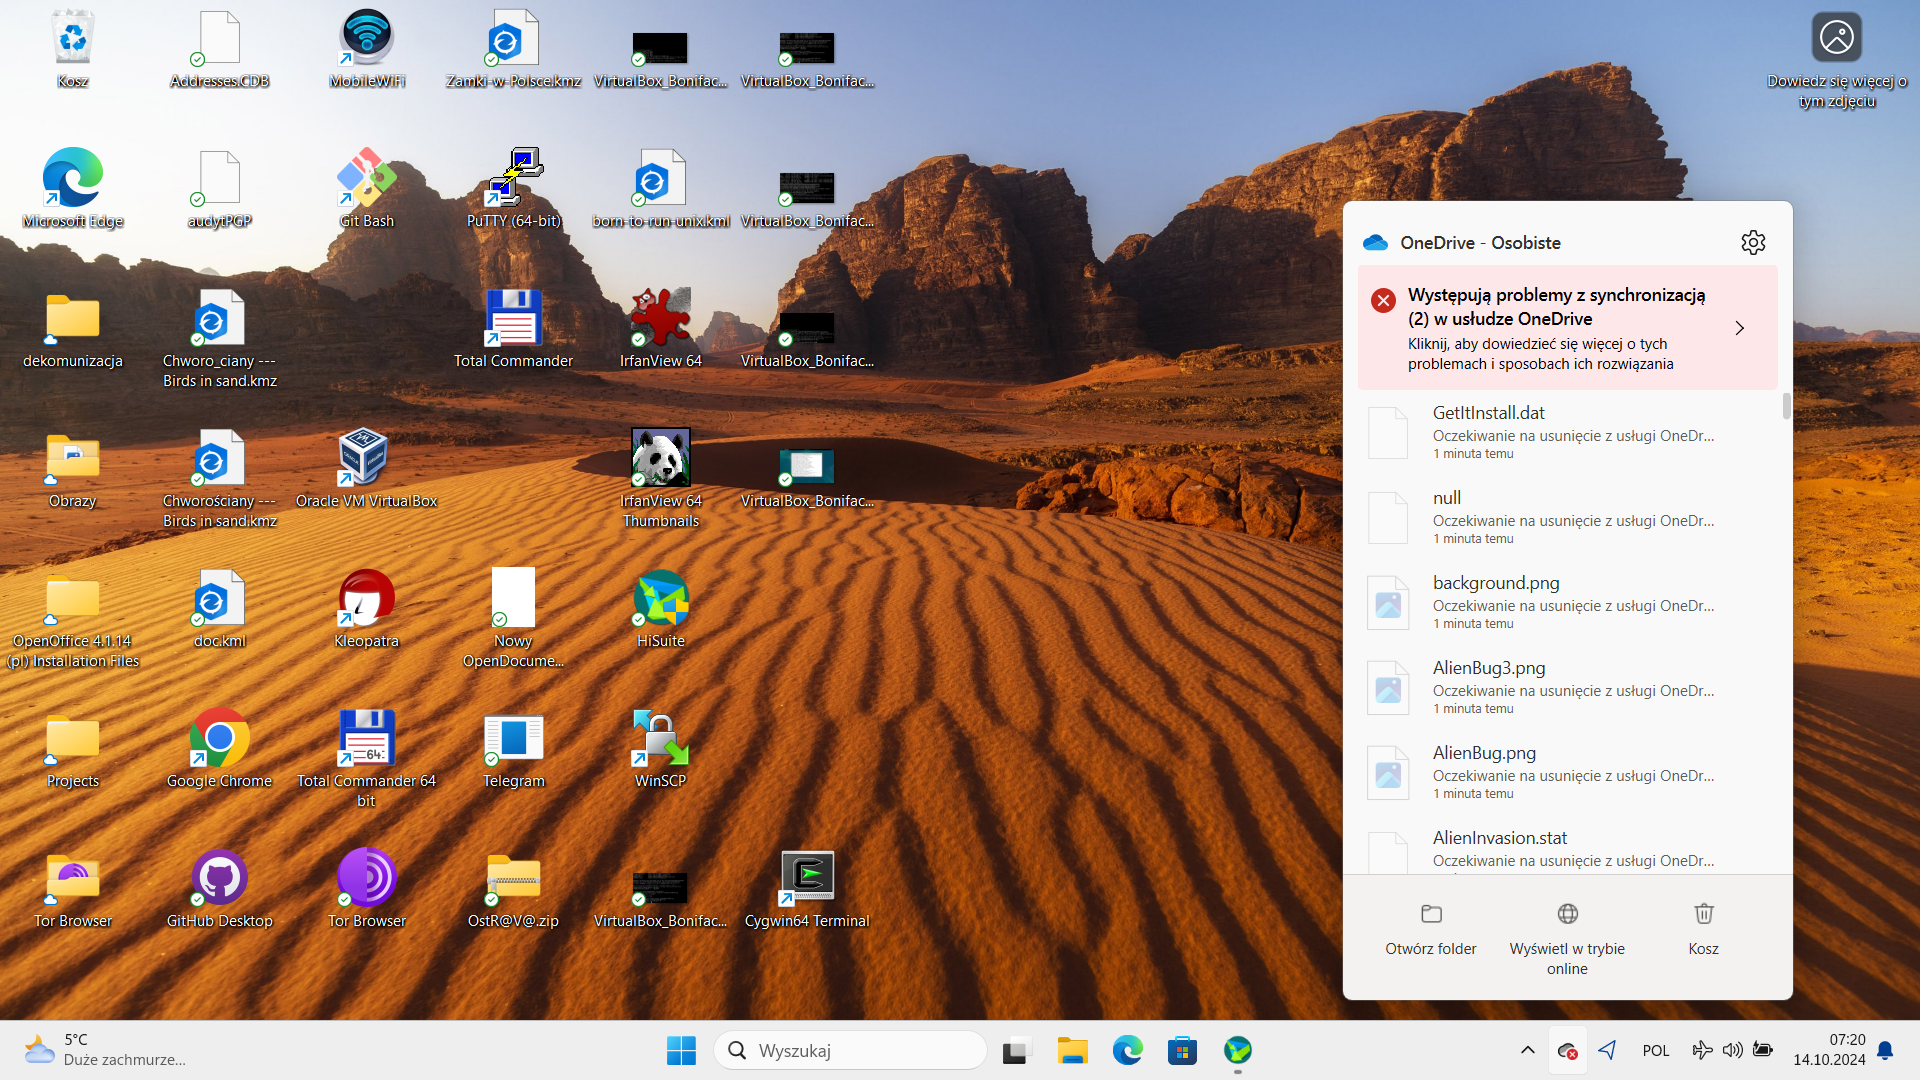 Kosz
Addresses.CDB
MobileWiFi
Zamki-w-Polsce.kmz
VirtualBox_Bonifac...
VirtualBox_Bonifac...
Dowiedz się więcej o
tym zdjęciu
Microsoft Edge
audytPGP
Git Bash
PuTTY (64-bit)
born-to-run-unix.kml
VirtualBox_Bonifac...
dekomunizacja
Chworo_ciany ---
Birds in sand.kmz
Total Commander
IrfanView 64
VirtualBox_Bonifac...
Obrazy
Chworościany ---
Birds in sand.kmz
Oracle VM VirtualBox
IrfanView 64
Thumbnails
VirtualBox_Bonifac...
OpenOffice 4.1.14
(pl) Installation Files
doc.kml
Kleopatra
Nowy
OpenDocume...
HiSuite
Projects
Google Chrome
64
Total Commander 64
bit
Telegram
WinSCP
Tor Browser
GitHub Desktop
Tor Browser
OstR@V@.zip
VirtualBox_Bonifac...
Cygwin64 Terminal
OneDrive - Osobiste
Występują problemy z synchronizacją
(2) w usłudze OneDrive
Kliknij, aby dowiedzieć się więcej o tych
problemach i sposobach ich rozwiązania
GetItInstall.dat
Oczekiwanie na usunięcie z usługi OneDr...
1 minuta temu
null
Oczekiwanie na usunięcie z usługi OneDr...
1 minuta temu
background.png
Oczekiwanie na usunięcie z usługi OneDr...
1 minuta temu
AlienBug3.png
Oczekiwanie na usunięcie z usługi OneDr...
1 minuta temu
AlienBug.png
Oczekiwanie na usunięcie z usługi OneDr...
1 minuta temu
AlienInvasion.stat
Oczekiwanie na usunięcie z usługi OneDr...
Otwórz folder
Wyświetl w trybie
online
Kosz
5°C
Duże zachmurze...
Wyszukaj
POL
07:20
14.10.2024